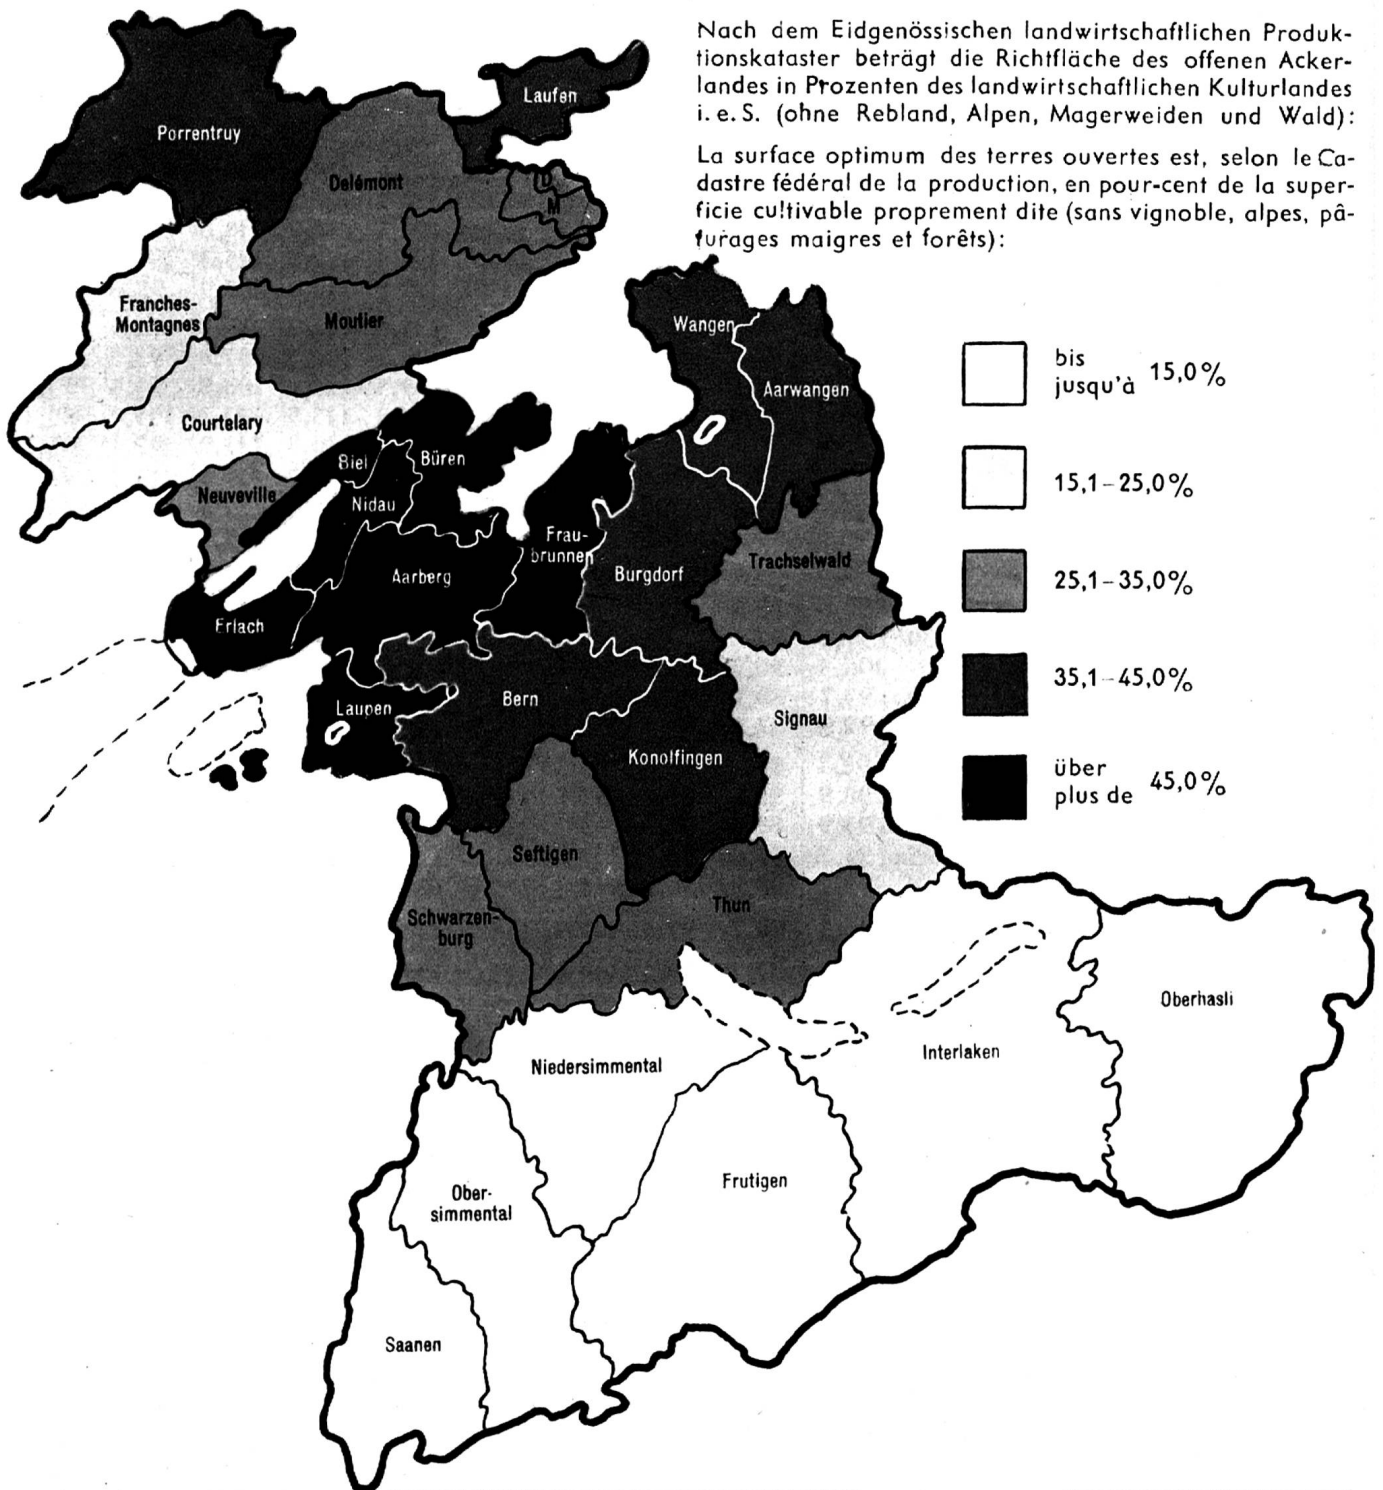 Nach dem Eidgenössischen landwirtschaftlichen Produk-
tionskataster beträgt die Richtfläche des offenen Acker-
landes in Prozenten des landwirtschaftlichen Kulturlandes
i. e. S. (ohne Rebland, Alpen, Magerweiden und Wald):
La surface optimum des terres ouvertes est, selon le Ca-
dastre fédéral de la production, en pour-cent de la super-
ficie cultivable proprement dite (sans vignoble, alpes, pâ-
turages maigres et forêts):
Laufen
Porrentruy
Delémont
D
M
Franches-
Montagnes
Moutier
Wangen
Aarwangen
Courtelary
Biel
Büren
Neuveville
Nidau
Frau-
brunnen
Aarberg
Burgdorf
Trachselwald
Erlach
Laupen
Bern
Signau
Konolfingen
Seftigen
Thun
Schwarzen-
burg
Oberhasli
Interlaken
Niedersimmental
Frutigen
Ober-
simmental
Saanen
bis
jusqu'à 15,0%
15,1–25,0%
25,1–35,0%
35,1–45,0%
über
plus de 45,0%